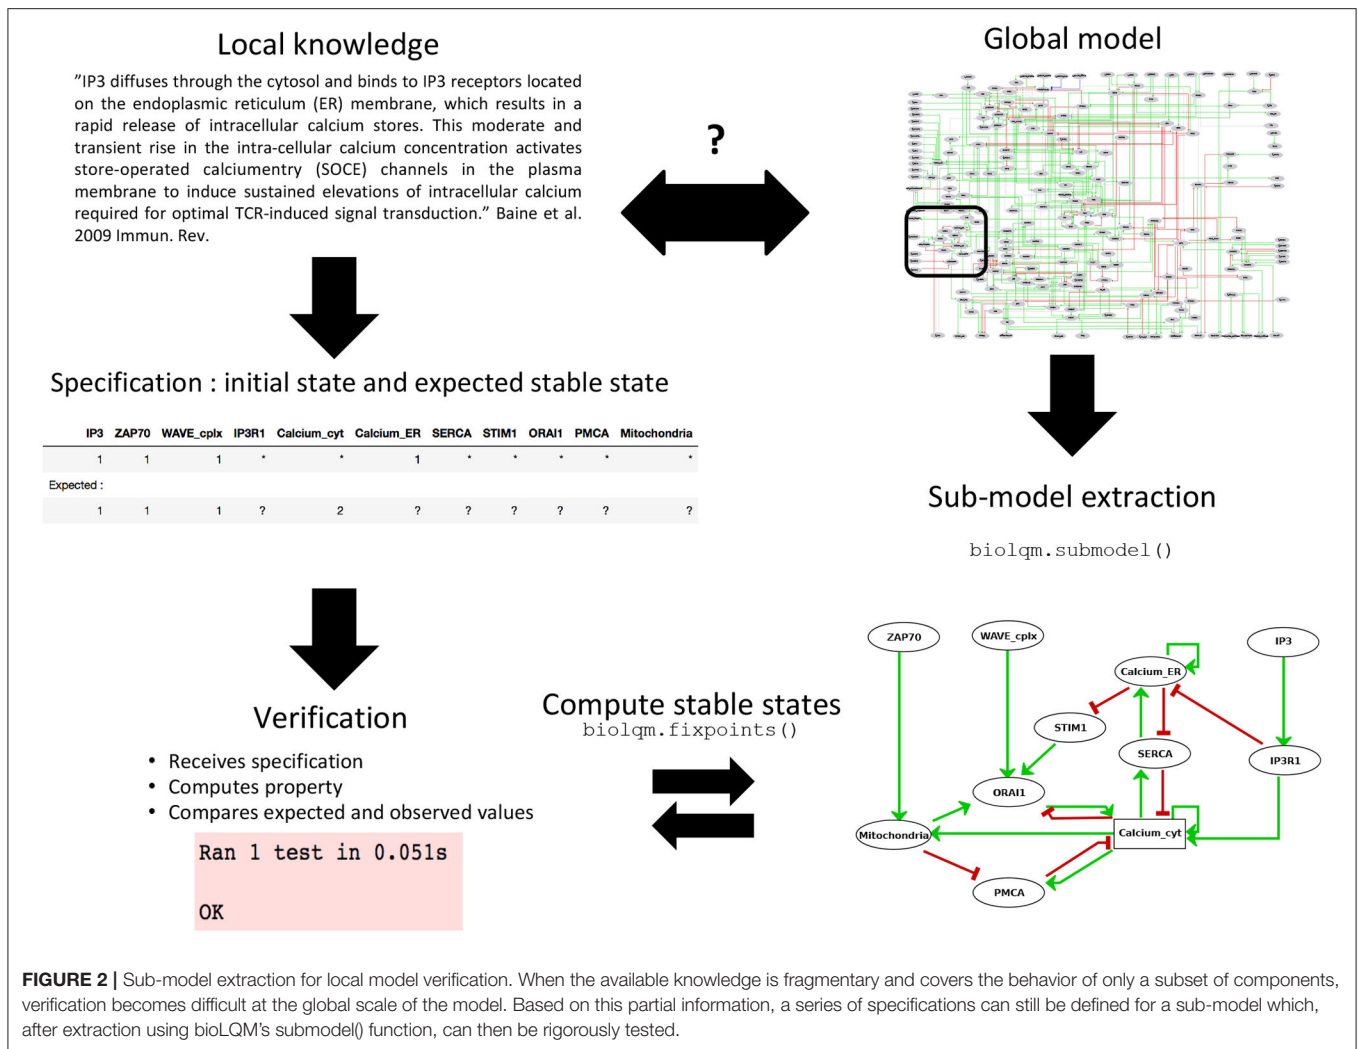 Local knowledge
"IP3 diffuses through the cytosol and binds to IP3 receptors located
on the endoplasmic reticulum (ER) membrane, which results in a
rapid release of intracellular calcium stores. This moderate and
transient rise in the intra-cellular calcium concentration activates
store-operated calciumentry (SOCE) channels in the plasma
membrane to induce sustained elevations of intracellular calcium
required for optimal TCR-induced signal transduction." Baine et al.
2009 Immun. Rev.
?
Global model
Specification : initial state and expected stable state
IP3 ZAP70 WAVE_cplx IP3R1 Calcium_cyt Calcium_ER SERCA STIM1 ORAI1 PMCA Mitochondria
1 1 1 * * 1 * * * * *
Expected :
1 1 1 ? 2 ? ? ? ? ? ?
Sub-model extraction
biolqm.submodel()
Verification
• Receives specification
• Computes property
• Compares expected and observed values
Ran 1 test in 0.051s
OK
Compute stable states
biolqm.fixpoints()
ZAP70
WAVE_cplx
IP3
Calcium_ER
STIM1
SERCA
IP3R1
ORAI1
Mitochondria
Calcium_cyt
PMCA
FIGURE 2 | Sub-model extraction for local model verification. When the available knowledge is fragmentary and covers the behavior of only a subset of components,
verification becomes difficult at the global scale of the model. Based on this partial information, a series of specifications can still be defined for a sub-model which,
after extraction using bioLQM's submodel() function, can then be rigorously tested.